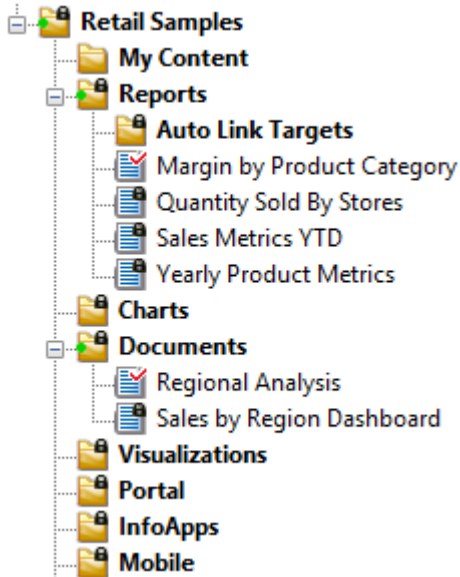 Retail Samples
My Content
Reports
Auto Link Targets
Margin by Product Category
Quantity Sold By Stores
Sales Metrics YTD
Yearly Product Metrics
Charts
Documents
Regional Analysis
Sales by Region Dashboard
Visualizations
Portal
InfoApps
Mobile